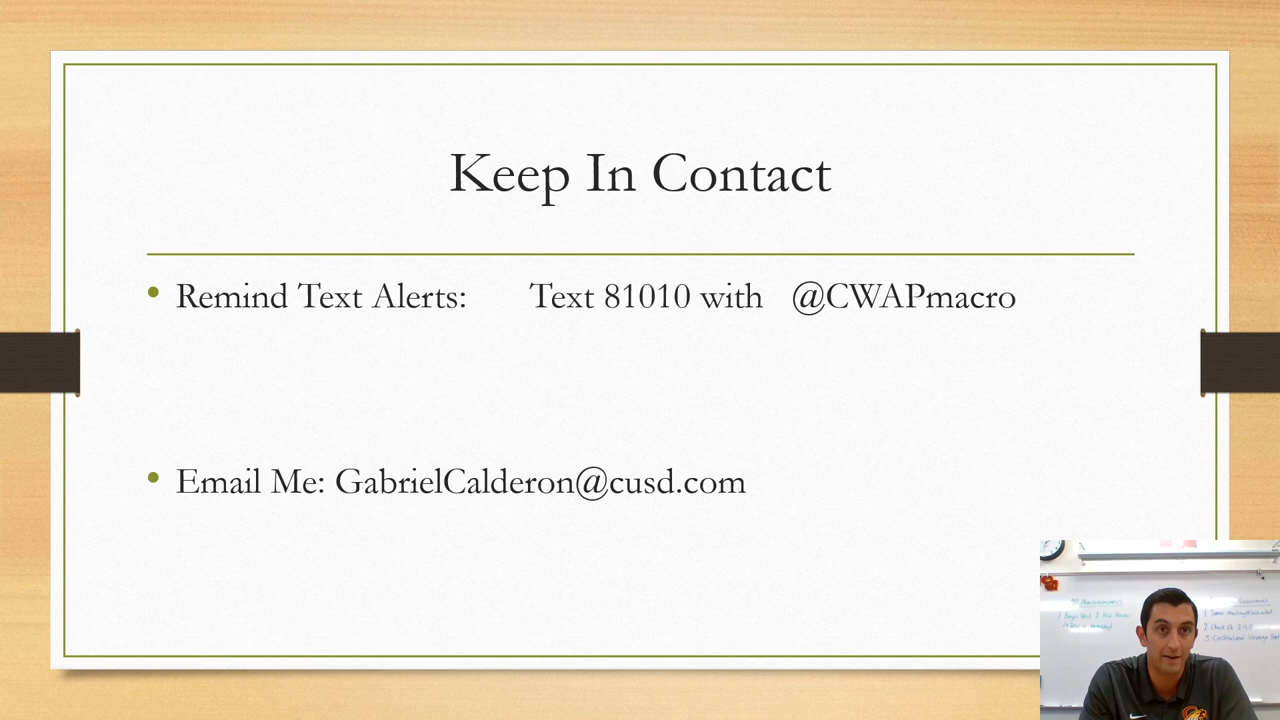 Keep In Contact
Remind Text Alerts: Text 81010 with @CWAPmacro
Email Me: GabrielCalderon@cusd.com